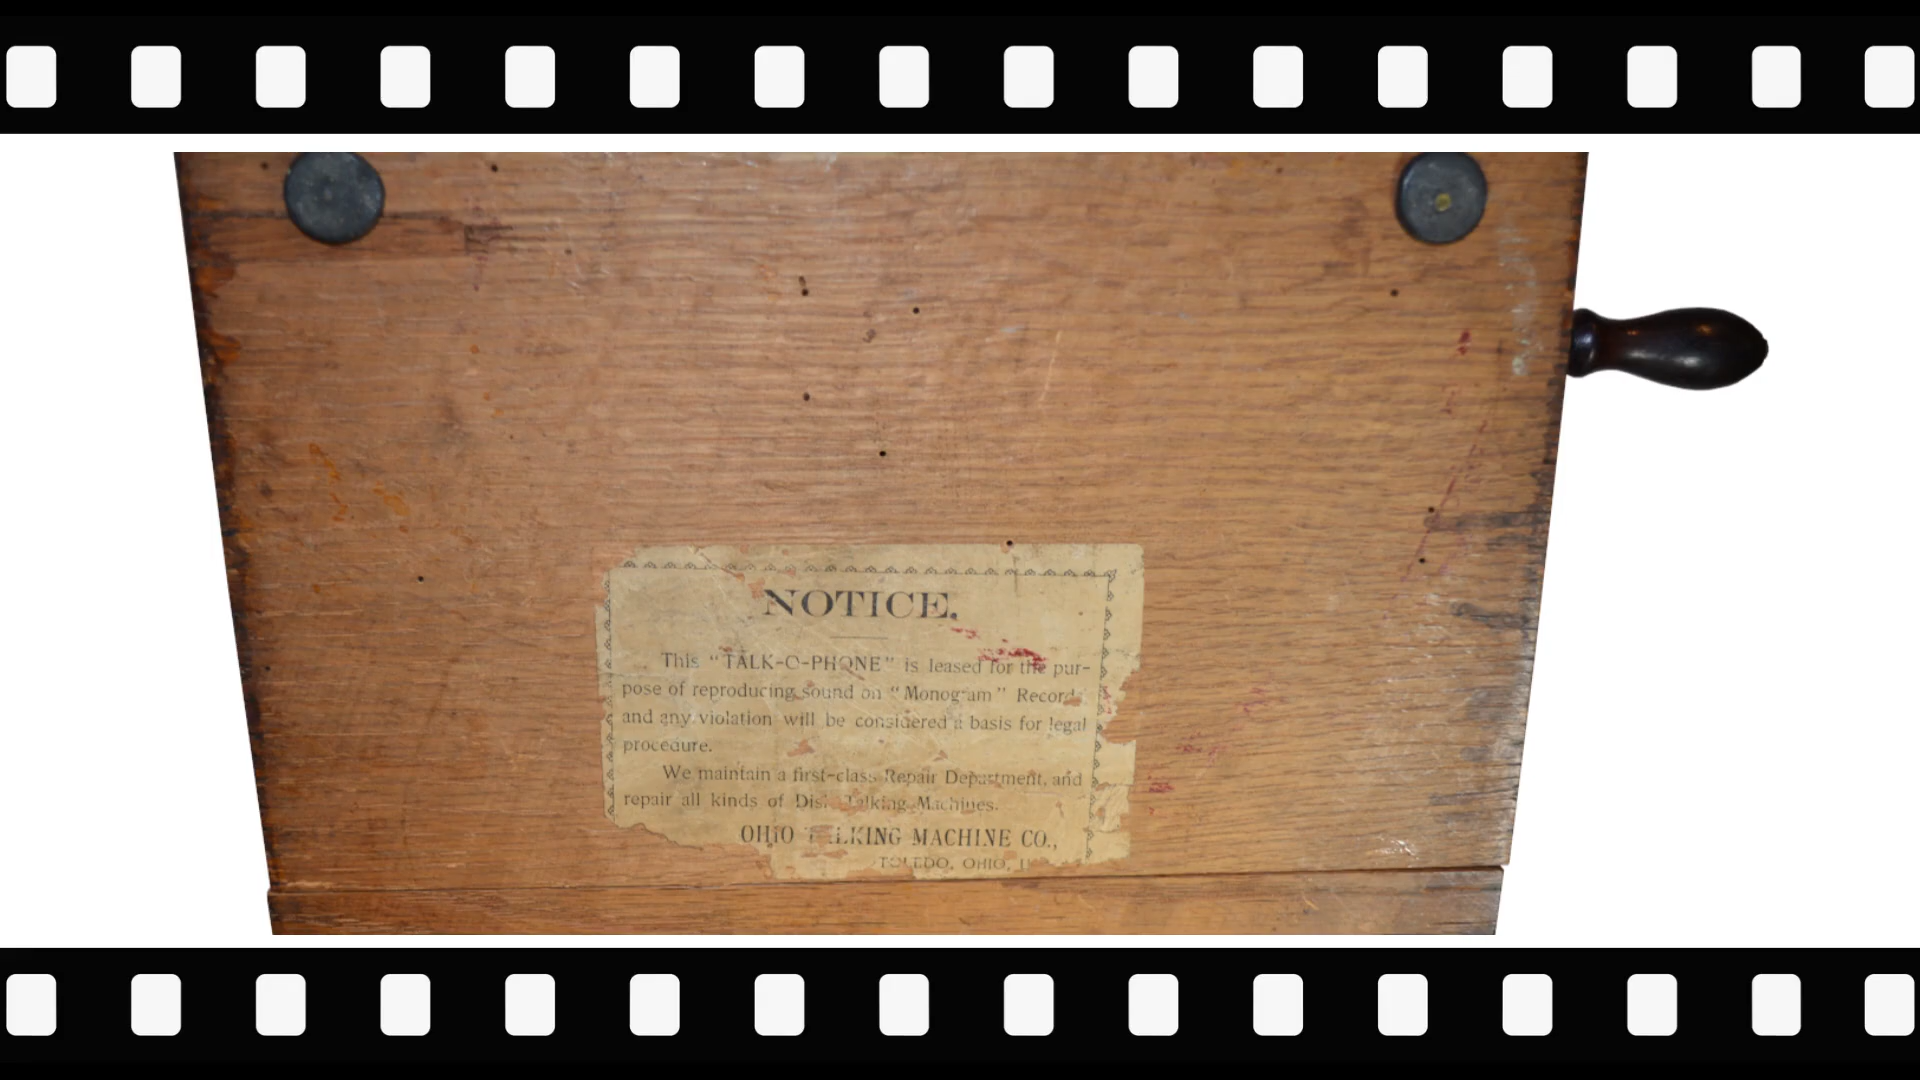 NOTICE.
This "TALK-O-PHONE" is leased for the pur-
pose of reproducing sound on "Monogram" Records
and any violation will be considered a basis for legal
procedure.
We maintain a first-class Repair Department, and
repair all kinds of Disc Talking Machines.
OHIO TALKING MACHINE CO.,
TOLEDO, OHIO,